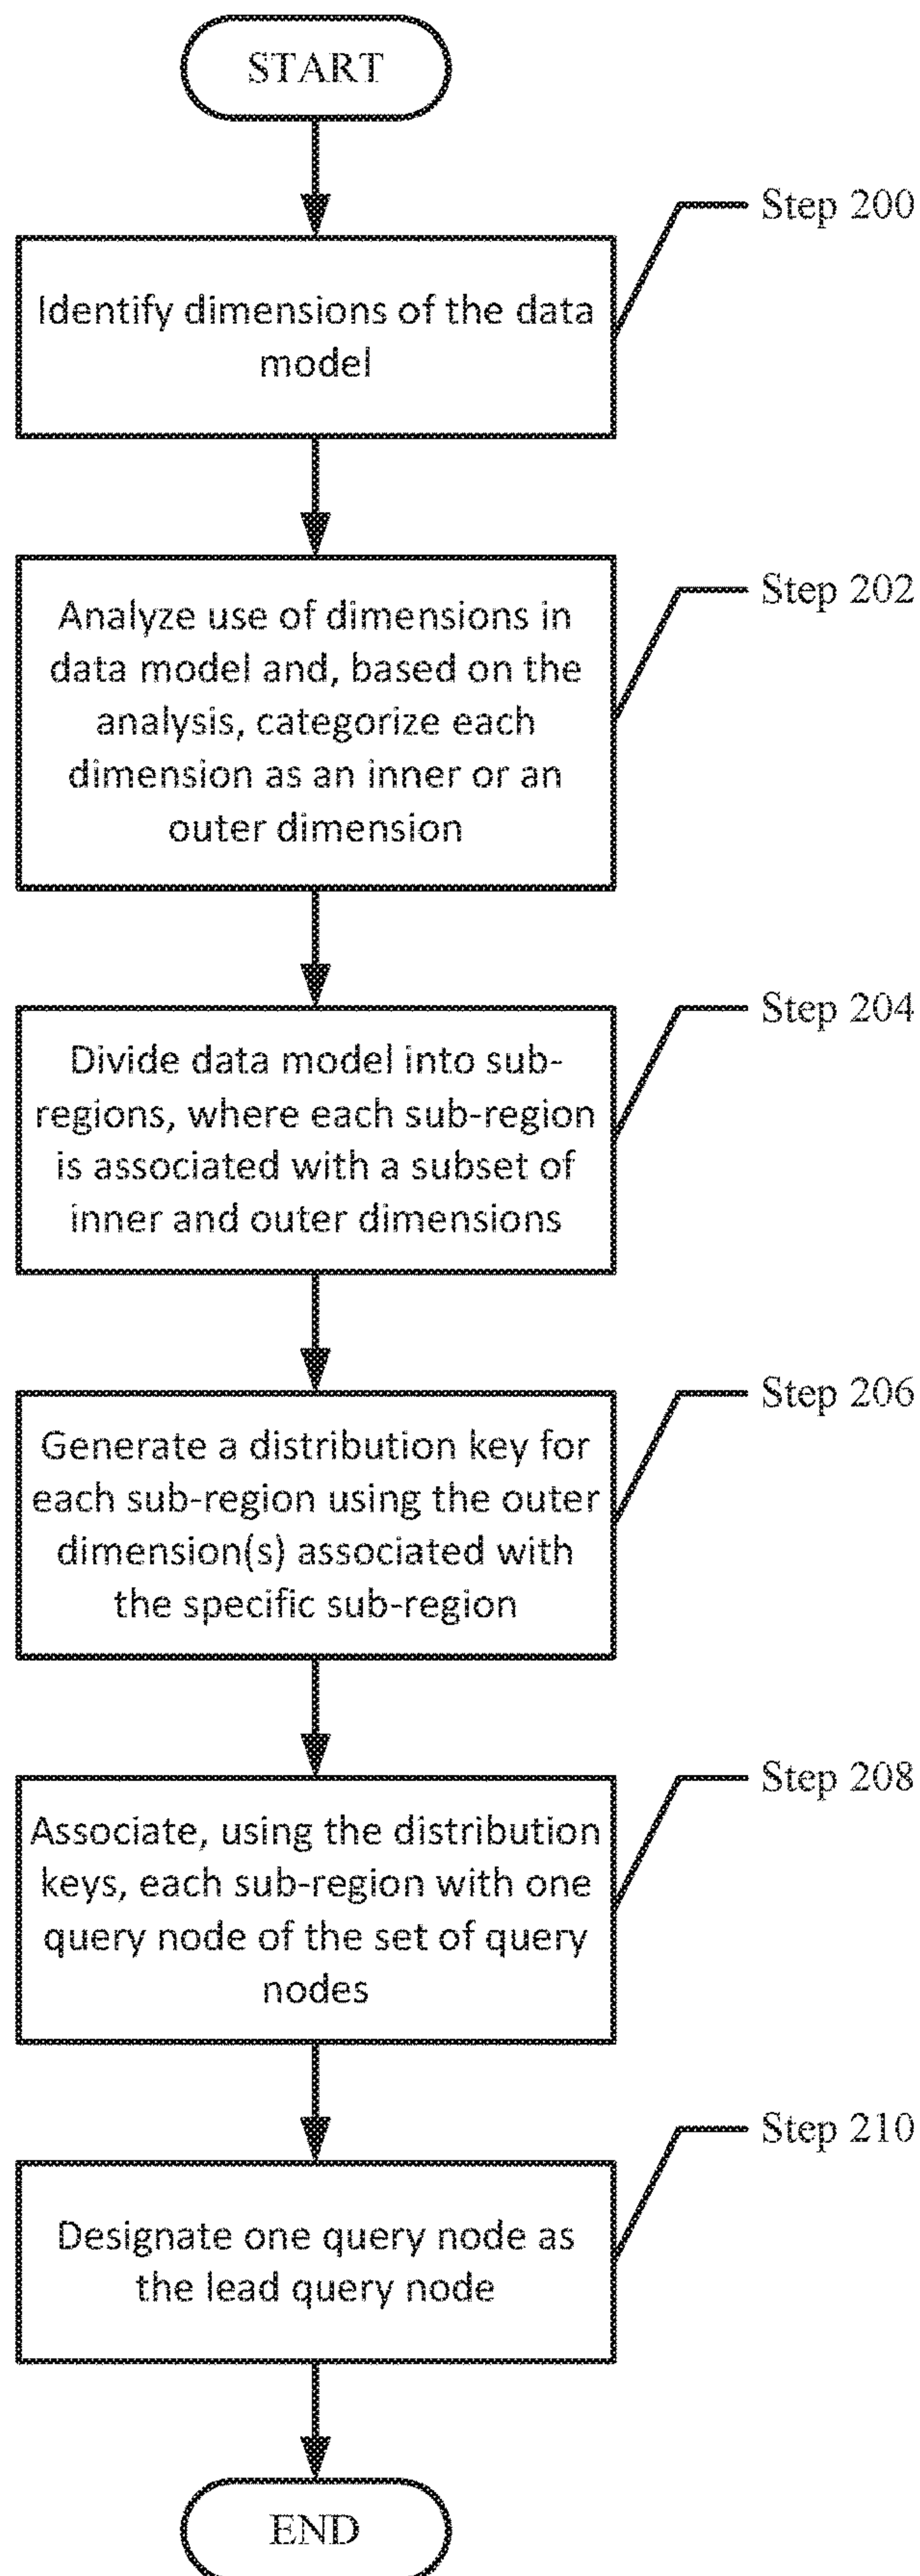 START
Step 200
Identify dimensions of the data
model
Step 202
Analyze use of dimensions in
data model and, based on the
analysis, categorize each
dimension as an inner or an
outer dimension
Step 204
Divide data model into sub-
regions, where each sub-region
is associated with a subset of
inner and outer dimensions
Step 206
Generate a distribution key for
each sub-region using the outer
dimension(s) associated with
the specific sub-region
Step 208
Associate, using the distribution
keys, each sub-region with one
query node of the set of query
nodes
Step 210
Designate one query node as
the lead query node
END